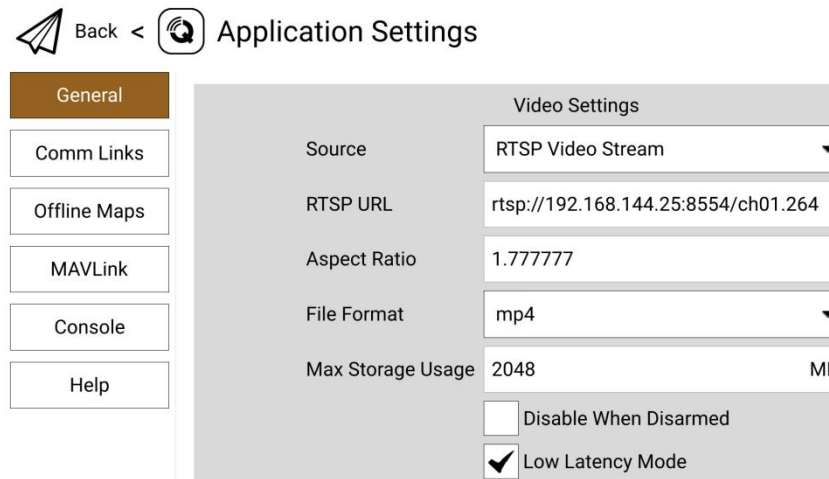 Back < Application Settings
General
Comm Links
Offline Maps
MAVLink
Console
Help
Video Settings
Source RTSP Video Stream
RTSP URL rtsp://192.168.144.25:8554/ch01.264
Aspect Ratio 1.777777
File Format mp4
Max Storage Usage 2048
Disable When Disarmed
Low Latency Mode